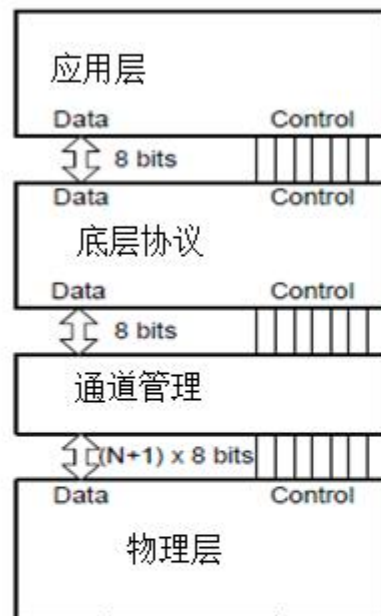 应用层
Data Control
8 bits
Data Control
底层协议
Data Control
8 bits
通道管理
(N+1) x 8 bits
Data Control
物理层